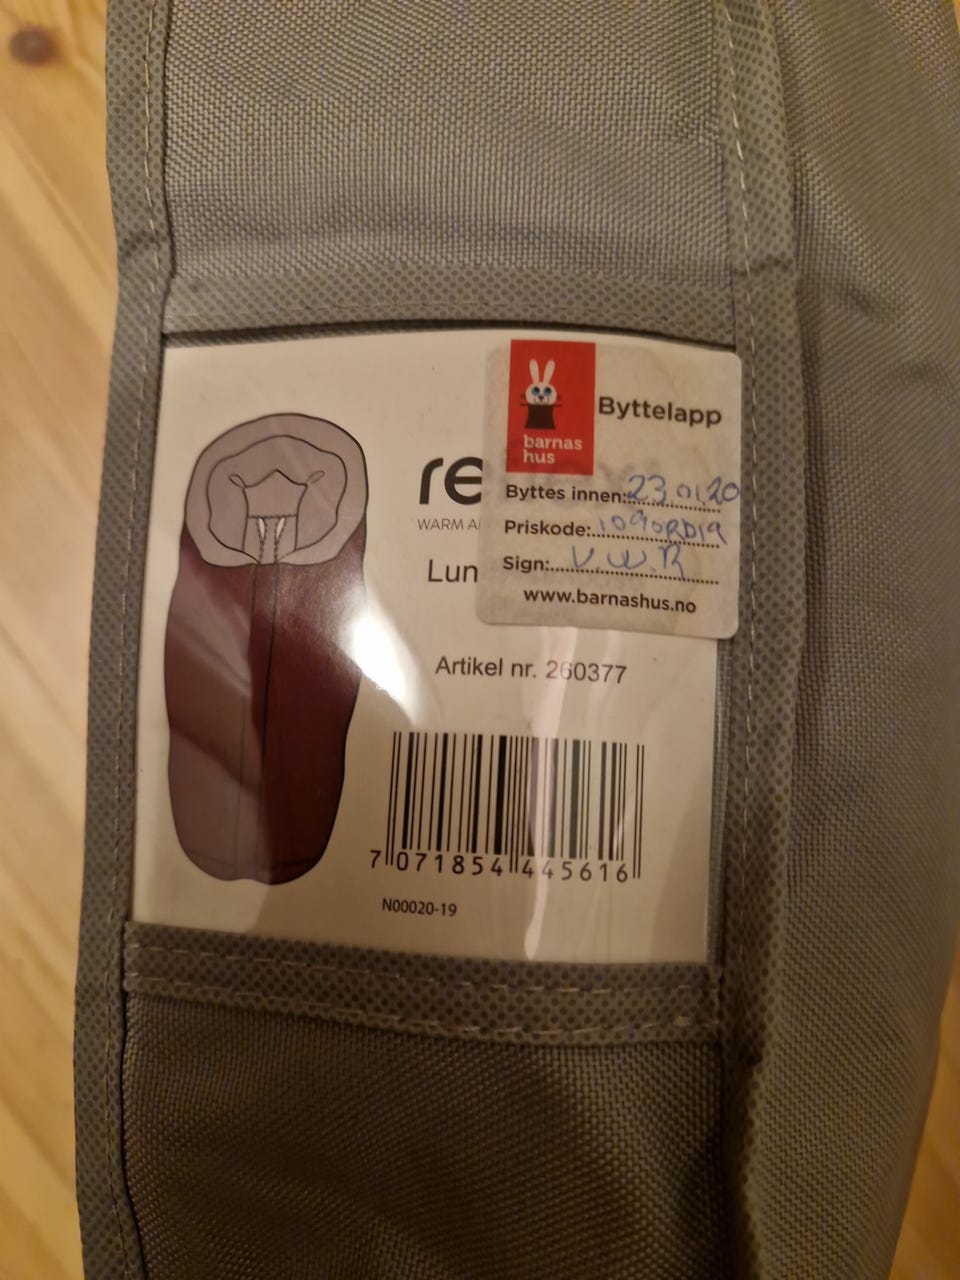 barnas
hus
Byttelapp
Byttes innen: 23.01.20
Priskode: 1090RD19
Sign: V.W.R
www.barnashus.no
re
WARM A
Lun
Artikel nr. 260377
7 071854 445616
N00020-19